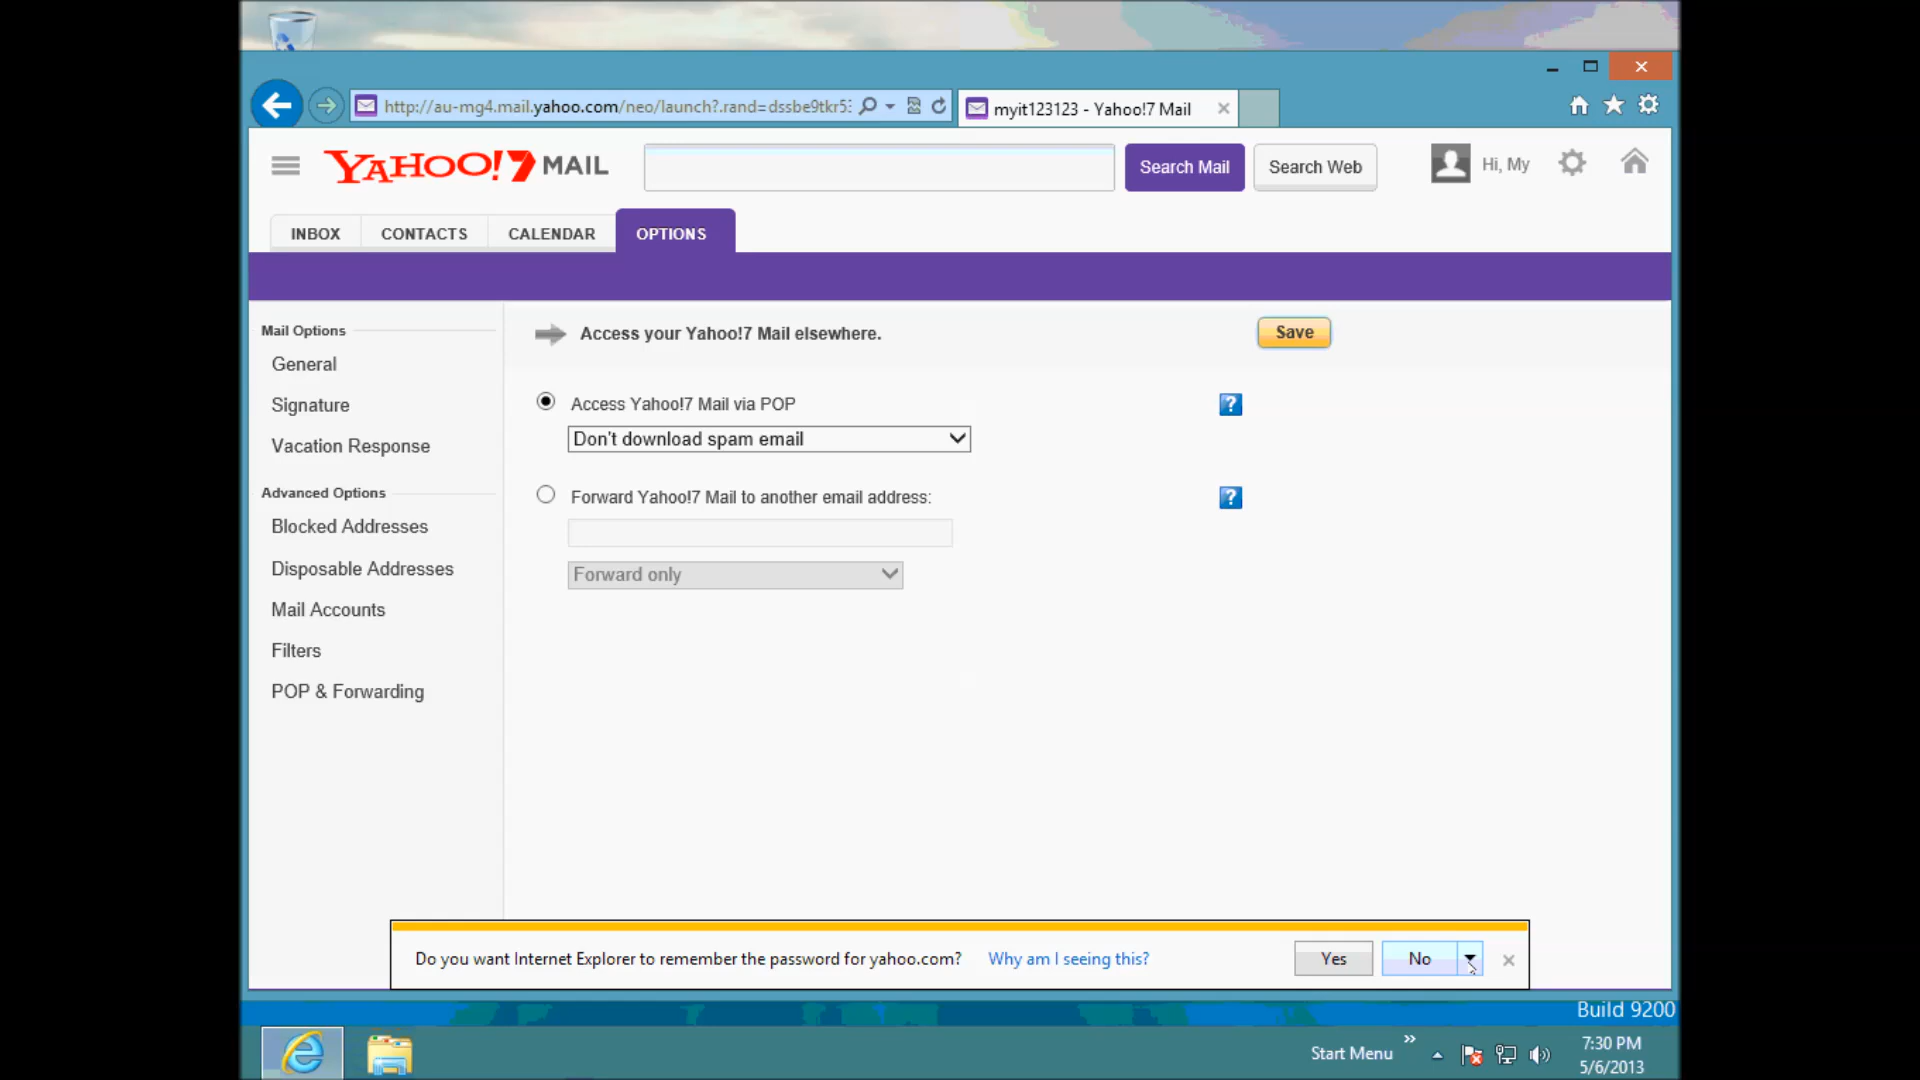 http://au-mg4.mail.yahoo.com/neo/launch?.rand=dssbe9tkr5
myit123123 - Yahoo!7 Mail
YAHOO!7 MAIL
Search Mail
Search Web
Hi, My
INBOX
CONTACTS
CALENDAR
OPTIONS
Mail Options
General
Signature
Vacation Response
Advanced Options
Blocked Addresses
Disposable Addresses
Mail Accounts
Filters
POP & Forwarding
Access your Yahoo!7 Mail elsewhere.
Save
Access Yahoo!7 Mail via POP
?
Don't download spam email
Forward Yahoo!7 Mail to another email address:
?
Forward only
Do you want Internet Explorer to remember the password for yahoo.com?
Why am I seeing this?
Yes
No
Build 9200
Start Menu
7:30 PM
5/6/2013